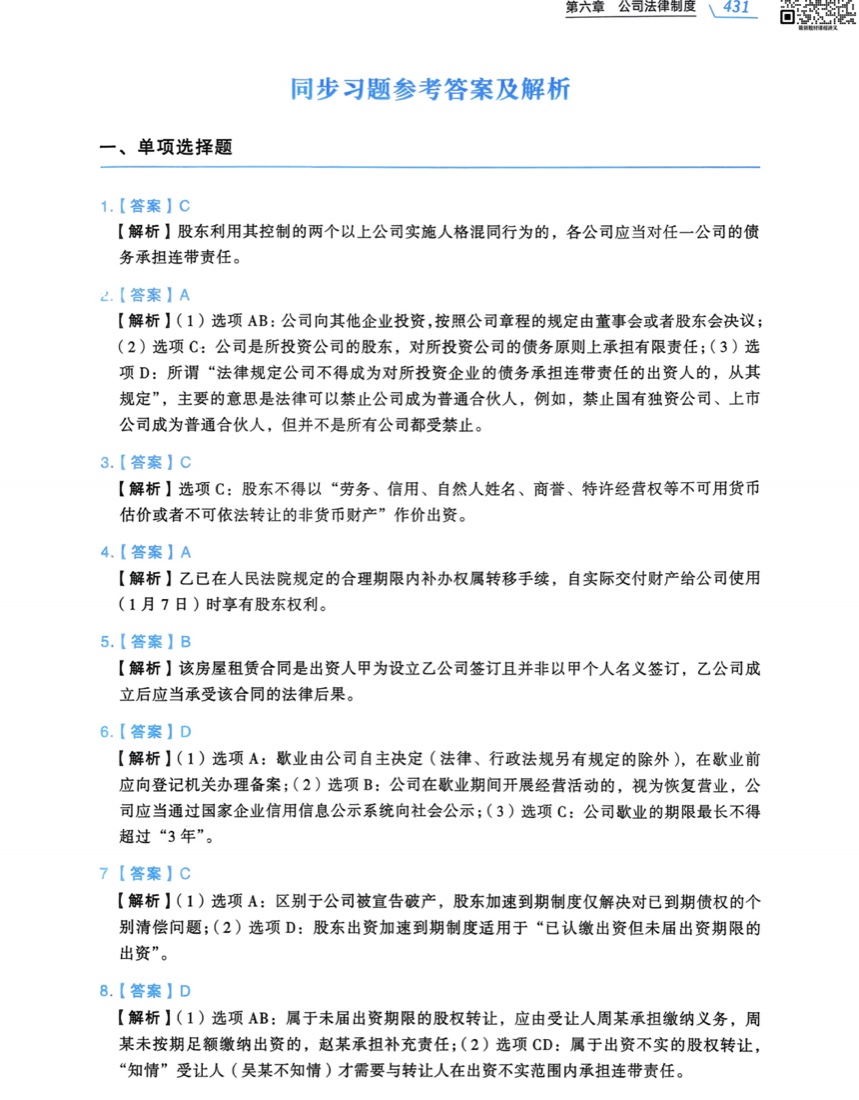 第六章 公司法律制度 431
同步习题参考答案及解析
一、单项选择题
1.【答案】C
【解析】股东利用其控制的两个以上公司实施人格混同行为的，各公司应当对任一公司的债
务承担连带责任。
2.【答案】A
【解析】（1）选项 AB：公司向其他企业投资，按照公司章程的规定由董事会或者股东会决议；
（2）选项 C：公司是所投资公司的股东，对所投资公司的债务原则上承担有限责任；（3）选
项 D：所谓“法律规定公司不得成为对所投资企业的债务承担连带责任的出资人的，从其
规定”，主要的意思是法律可以禁止公司成为普通合伙人，例如，禁止国有独资公司、上市
公司成为普通合伙人，但并不是所有公司都受禁止。
3.【答案】C
【解析】选项 C：股东不得以“劳务、信用、自然人姓名、商誉、特许经营权等不可用货币
估价或者不可依法转让的非货币财产”作价出资。
4.【答案】A
【解析】乙已在人民法院规定的合理期限内补办权属转移手续，自实际交付财产给公司使用
（1 月 7 日）时享有股东权利。
5.【答案】B
【解析】该房屋租赁合同是出资人甲为设立乙公司签订且并非以甲个人名义签订，乙公司成
立后应当承受该合同的法律后果。
6.【答案】D
【解析】（1）选项 A：歇业由公司自主决定（法律、行政法规另有规定的除外），在歇业前
应向登记机关办理备案；（2）选项 B：公司在歇业期间开展经营活动的，视为恢复营业，公
司应当通过国家企业信用信息公示系统向社会公示；（3）选项 C：公司歇业的期限最长不得
超过“3 年”。
7【答案】C
【解析】（1）选项 A：区别于公司被宣告破产，股东加速到期制度仅解决对已到期债权的个
别清偿问题；（2）选项 D：股东出资加速到期制度适用于“已认缴出资但未届出资期限的
出资”。
8.【答案】D
【解析】（1）选项 AB：属于未届出资期限的股权转让，应由受让人周某承担缴纳义务，周
某未按期足额缴纳出资的，赵某承担补充责任；（2）选项 CD：属于出资不实的股权转让，
“知情”受让人（吴某不知情）才需要与转让人在出资不实范围内承担连带责任。